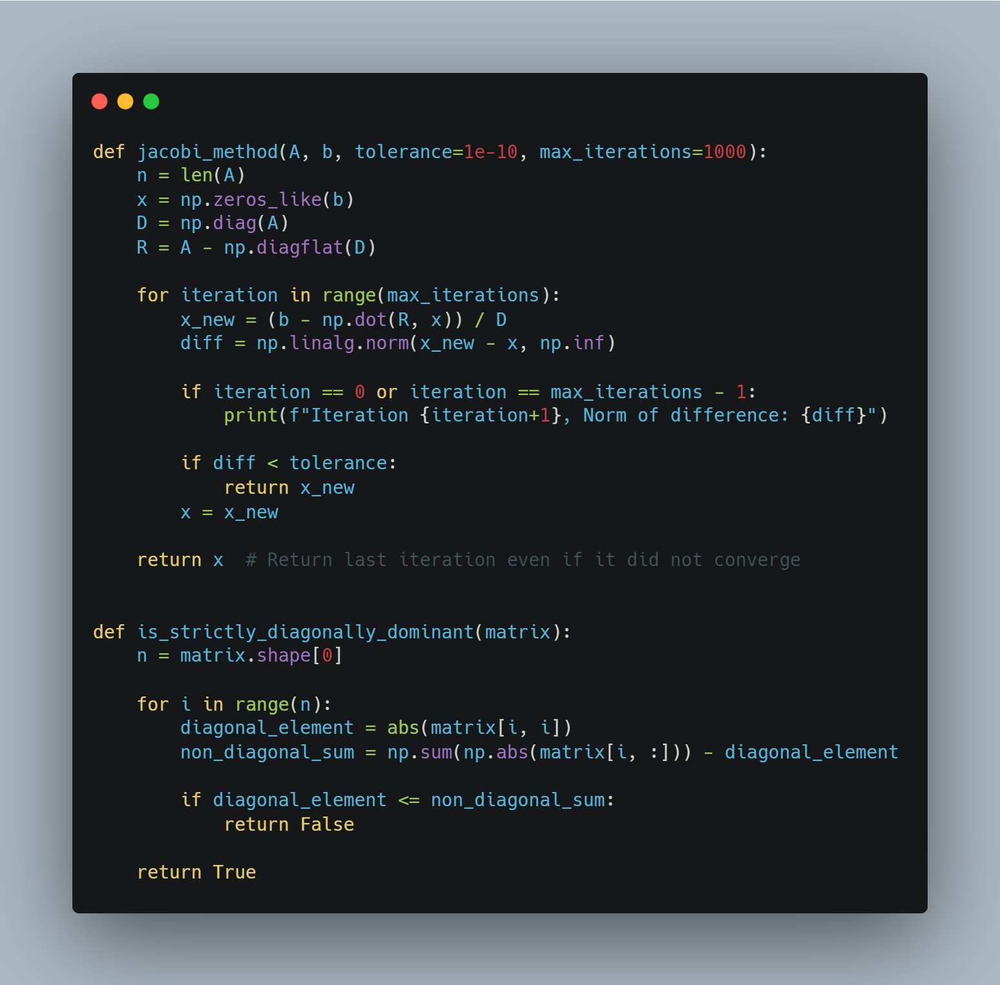 def jacobi_method(A, b, tolerance=1e-10, max_iterations=1000):
    n = len(A)
    x = np.zeros_like(b)
    D = np.diag(A)
    R = A - np.diagflat(D)

    for iteration in range(max_iterations):
        x_new = (b - np.dot(R, x)) / D
        diff = np.linalg.norm(x_new - x, np.inf)

        if iteration == 0 or iteration == max_iterations - 1:
            print(f"Iteration {iteration+1}, Norm of difference: {diff}")

        if diff < tolerance:
            return x_new
        x = x_new

    return x  # Return last iteration even if it did not converge


def is_strictly_diagonally_dominant(matrix):
    n = matrix.shape[0]

    for i in range(n):
        diagonal_element = abs(matrix[i, i])
        non_diagonal_sum = np.sum(np.abs(matrix[i, :])) - diagonal_element

        if diagonal_element <= non_diagonal_sum:
            return False

    return True